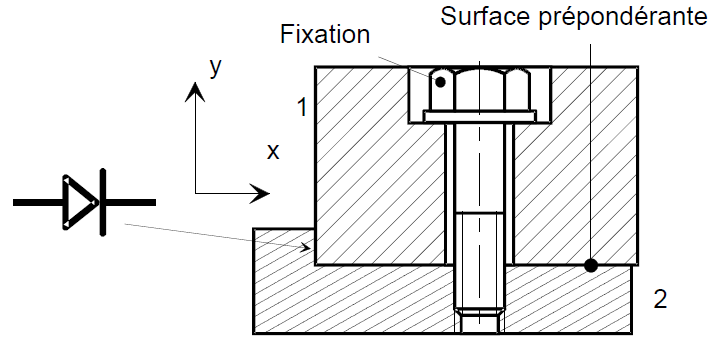 Surface prépondérante
Fixation
y
1
x
2